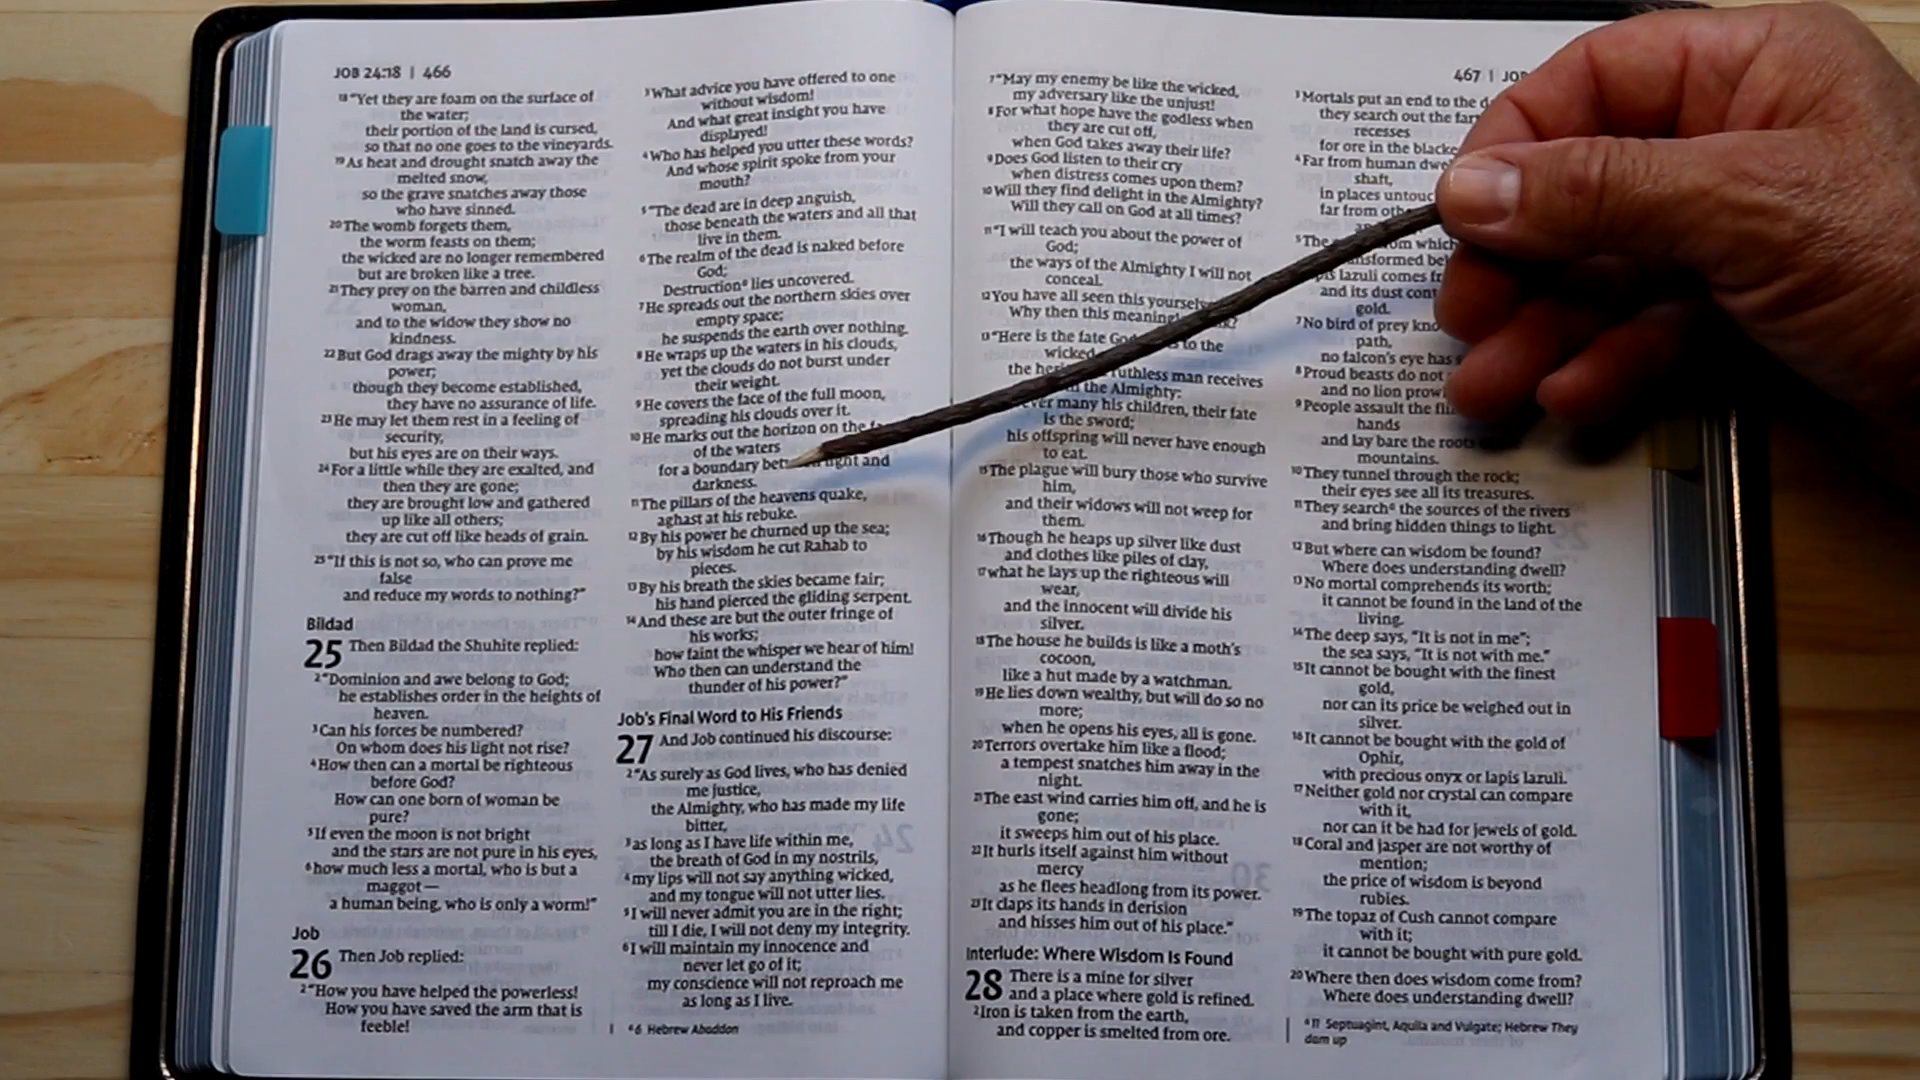 JOB 24:18 | 466
18 "Yet they are foam on the surface of
the water;
their portion of the land is cursed,
so that no one goes to the vineyards.
19 As heat and drought snatch away the
melted snow,
so the grave snatches away those
who have sinned.
20 The womb forgets them,
the worm feasts on them;
the wicked are no longer remembered
but are broken like a tree.
21 They prey on the barren and childless
woman,
and to the widow they show no
kindness.
22 But God drags away the mighty by his
power;
though they become established,
they have no assurance of life.
23 He may let them rest in a feeling of
security,
but his eyes are on their ways.
24 For a little while they are exalted, and
then they are gone;
they are brought low and gathered
up like all others;
they are cut off like heads of grain.
25 "If this is not so, who can prove me
false
and reduce my words to nothing?"
Bildad
25 Then Bildad the Shuhite replied:
2 "Dominion and awe belong to God;
he establishes order in the heights of
heaven.
3 Can his forces be numbered?
On whom does his light not rise?
4 How then can a mortal be righteous
before God?
How can one born of woman be
pure?
5 If even the moon is not bright
and the stars are not pure in his eyes,
6 how much less a mortal, who is but a
maggot —
a human being, who is only a worm!"
Job
26 Then Job replied:
2 "How you have helped the powerless!
How you have saved the arm that is
feeble!
3 What advice you have offered to one
without wisdom!
And what great insight you have
displayed!
4 Who has helped you utter these words?
And whose spirit spoke from your
mouth?
5 "The dead are in deep anguish,
those beneath the waters and all that
live in them.
6 The realm of the dead is naked before
God;
Destruction a lies uncovered.
7 He spreads out the northern skies over
empty space;
he suspends the earth over nothing.
8 He wraps up the waters in his clouds,
yet the clouds do not burst under
their weight.
9 He covers the face of the full moon,
spreading his clouds over it.
10 He marks out the horizon on the
of the waters
for a boundary light and
darkness.
11 The pillars of the heavens quake,
aghast at his rebuke.
12 By his power he churned up the sea;
by his wisdom he cut Rahab to
pieces.
13 By his breath the skies became fair;
his hand pierced the gliding serpent.
14 And these are but the outer fringe of
his works;
how faint the whisper we hear of him!
Who then can understand the
thunder of his power?"
Job's Final Word to His Friends
27 And Job continued his discourse:
2 "As surely as God lives, who has denied
me justice,
the Almighty, who has made my life
bitter,
3 as long as I have life within me,
the breath of God in my nostrils,
4 my lips will not say anything wicked,
and my tongue will not utter lies.
5 I will never admit you are in the right;
till I die, I will not deny my integrity.
6 I will maintain my innocence and
never let go of it;
my conscience will not reproach me
as long as I live.
a 6 Hebrew Abaddon
467 | JOB
7 "May my enemy be like the wicked,
my adversary like the unjust!
8 For what hope have the godless when
they are cut off,
when God takes away their life?
9 Does God listen to their cry
when distress comes upon them?
10 Will they find delight in the Almighty?
Will they call on God at all times?
11 "I will teach you about the power of
God;
the ways of the Almighty I will not
conceal.
12 You have all seen this yourselves.
Why then this meaningless
13 "Here is the fate God to the
wicked,
the ruthless man receives
the Almighty:
many his children, their fate
is the sword;
his offspring will never have enough
to eat.
15 The plague will bury those who survive
him,
and their widows will not weep for
them.
16 Though he heaps up silver like dust
and clothes like piles of clay,
17 what he lays up the righteous will
wear,
and the innocent will divide his
silver.
18 The house he builds is like a moth's
cocoon,
like a hut made by a watchman.
19 He lies down wealthy, but will do so no
more;
when he opens his eyes, all is gone.
20 Terrors overtake him like a flood;
a tempest snatches him away in the
night.
21 The east wind carries him off, and he is
gone;
it sweeps him out of his place.
22 It hurls itself against him without
mercy
as he flees headlong from its power.
23 It claps its hands in derision
and hisses him out of his place."
Interlude: Where Wisdom Is Found
28 There is a mine for silver
and a place where gold is refined.
2 Iron is taken from the earth,
and copper is smelted from ore.
3 Mortals put an end to the
they search out the
recesses
for ore in the
4 Far from human
shaft,
in places
far from
5 The which
lazuli comes
and its dust
gold.
7 No bird of prey
path,
no falcon's eye has
8 Proud beasts do not
and no lion
9 People assault the
hands
and lay bare the roots
mountains.
10 They tunnel through the rock;
their eyes see all its treasures.
11 They search a the sources of the rivers
and bring hidden things to light.
12 But where can wisdom be found?
Where does understanding dwell?
13 No mortal comprehends its worth;
it cannot be found in the land of the
living.
14 The deep says, "It is not in me";
the sea says, "It is not with me."
15 It cannot be bought with the finest
gold,
nor can its price be weighed out in
silver.
16 It cannot be bought with the gold of
Ophir,
with precious onyx or lapis lazuli.
17 Neither gold nor crystal can compare
with it,
nor can it be had for jewels of gold.
18 Coral and jasper are not worthy of
mention;
the price of wisdom is beyond
rubies.
19 The topaz of Cush cannot compare
with it;
it cannot be bought with pure gold.
20 Where then does wisdom come from?
Where does understanding dwell?
a 11 Septuagint, Aquila and Vulgate; Hebrew They
dam up